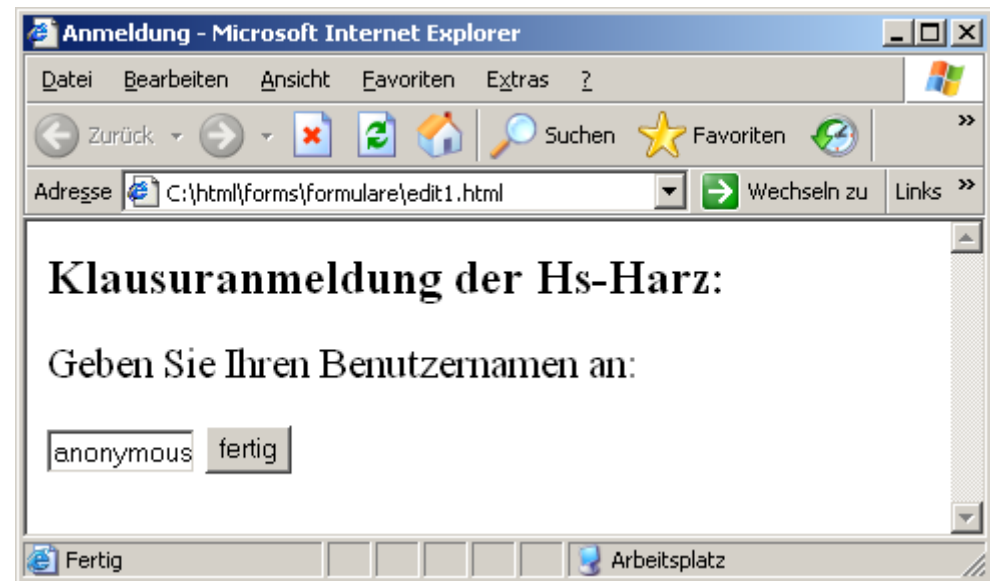 Anmeldung - Microsoft Internet Explorer
Datei Bearbeiten Ansicht Favoriten Extras ?
Zurück Suchen Favoriten »
Adresse C:\html\forms\formulare\edit1.html Wechseln zu Links »
Klausuranmeldung der Hs-Harz:
Geben Sie Ihren Benutzernamen an:
anonymous fertig
Fertig Arbeitsplatz